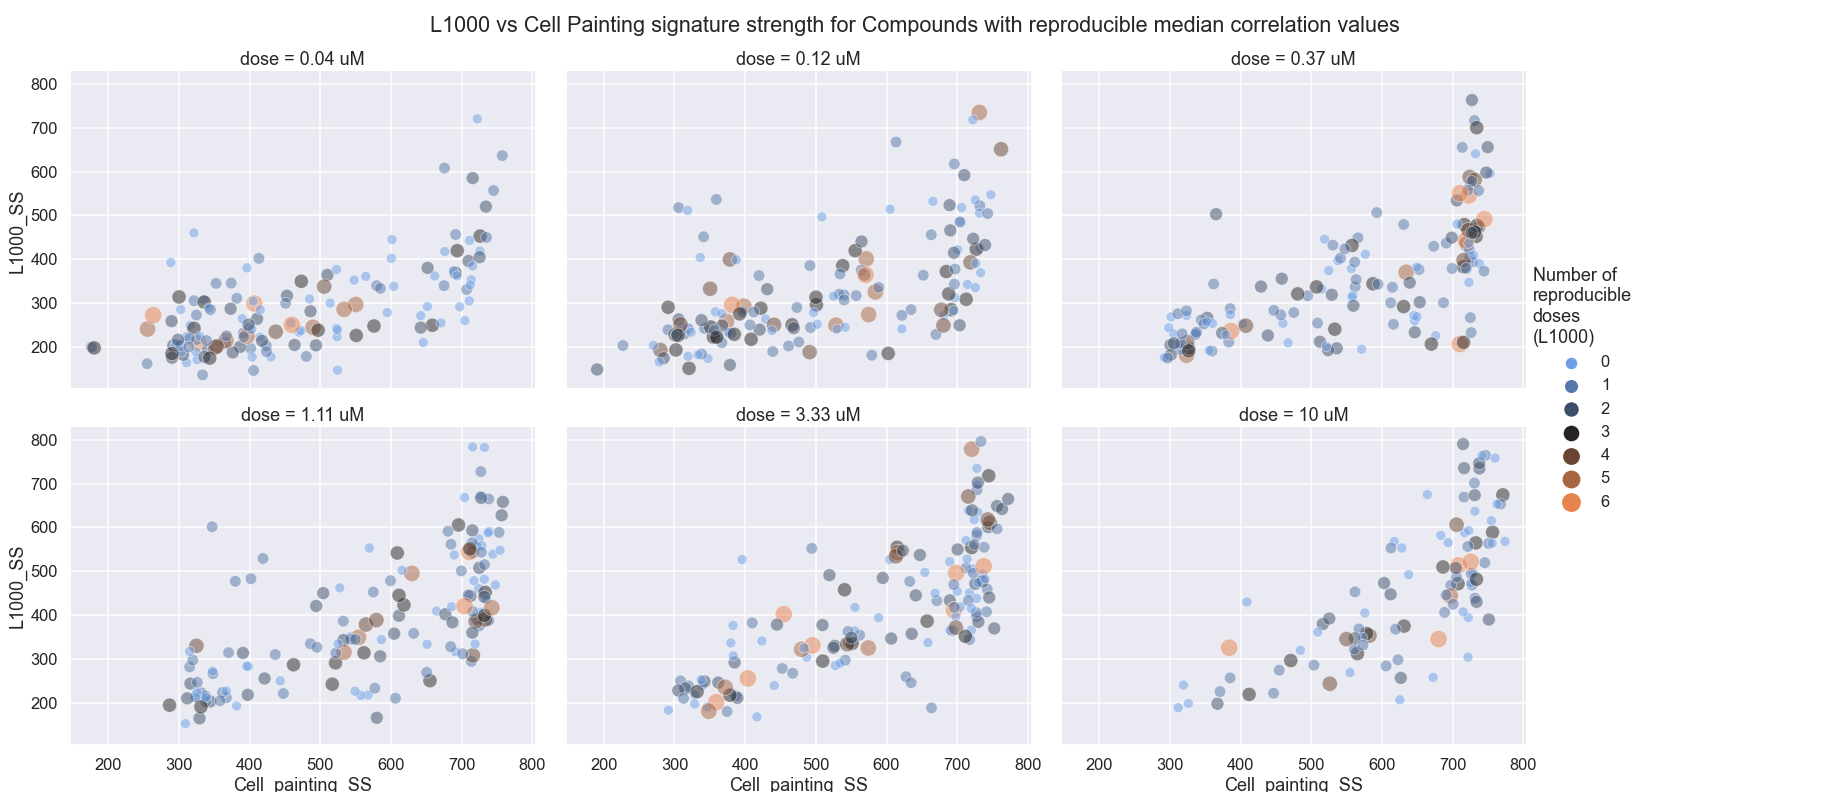 L1000 vs Cell Painting signature strength for Compounds with reproducible median correlation values
dose = 0.04 uM
dose = 0.12 uM
dose = 0.37 uM
800
700
600
500
400
300
200
L1000_SS
dose = 1.11 uM
dose = 3.33 uM
dose = 10 uM
800
700
600
500
400
300
200
L1000_SS
200 300 400 500 600 700 800
200 300 400 500 600 700 800
200 300 400 500 600 700 800
Cell_painting_SS
Cell_painting_SS
Cell_painting_SS
Number of
reproducible
doses
(L1000)
0
1
2
3
4
5
6